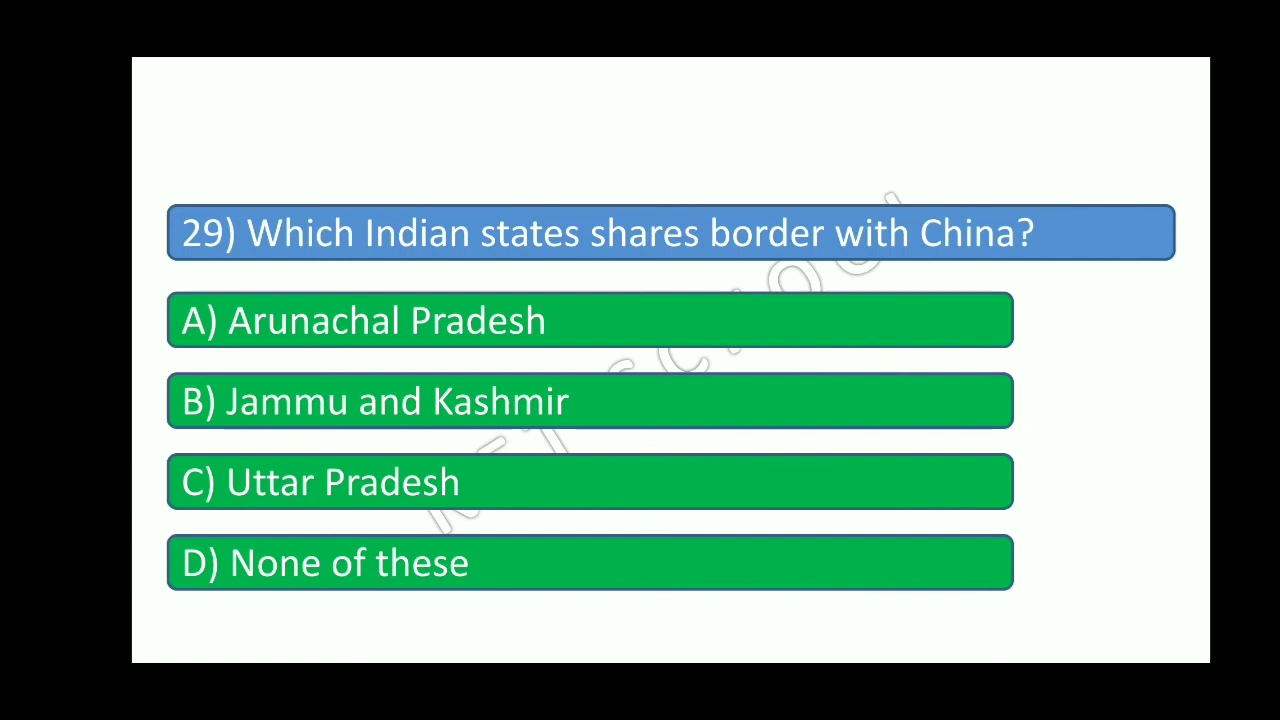 29) Which Indian states shares border with China?
A) Arunachal Pradesh
B) Jammu and Kashmir
C) Uttar Pradesh
D) None of these